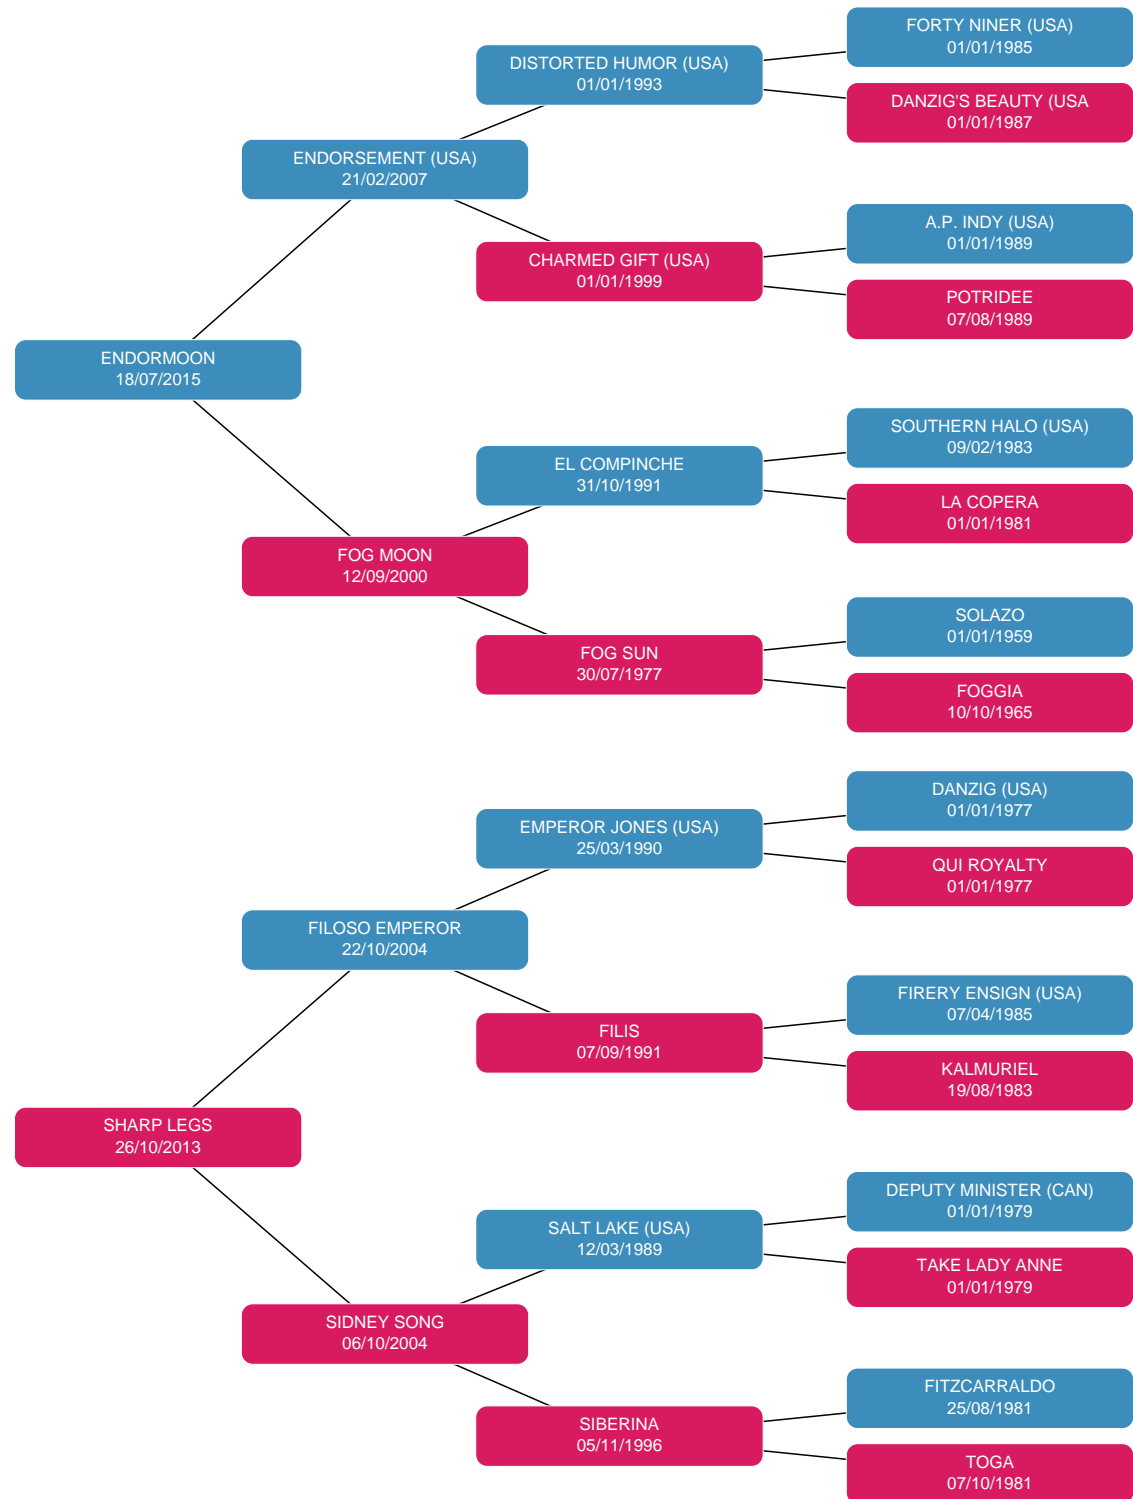 FORTY NINER (USA)
01/01/1985
DISTORTED HUMOR (USA)
01/01/1993
DANZIG'S BEAUTY (USA
01/01/1987
ENDORSEMENT (USA)
21/02/2007
A.P. INDY (USA)
01/01/1989
CHARMED GIFT (USA)
01/01/1999
POTRIDEE
07/08/1989
ENDORMOON
18/07/2015
SOUTHERN HALO (USA)
09/02/1983
EL COMPINCHE
31/10/1991
LA COPERA
01/01/1981
FOG MOON
12/09/2000
SOLAZO
01/01/1959
FOG SUN
30/07/1977
FOGGIA
10/10/1965
DANZIG (USA)
01/01/1977
EMPEROR JONES (USA)
25/03/1990
QUI ROYALTY
01/01/1977
FILOSO EMPEROR
22/10/2004
FIRERY ENSIGN (USA)
07/04/1985
FILIS
07/09/1991
KALMURIEL
19/08/1983
SHARP LEGS
26/10/2013
DEPUTY MINISTER (CAN)
01/01/1979
SALT LAKE (USA)
12/03/1989
TAKE LADY ANNE
01/01/1979
SIDNEY SONG
06/10/2004
FITZCARRALDO
25/08/1981
SIBERINA
05/11/1996
TOGA
07/10/1981